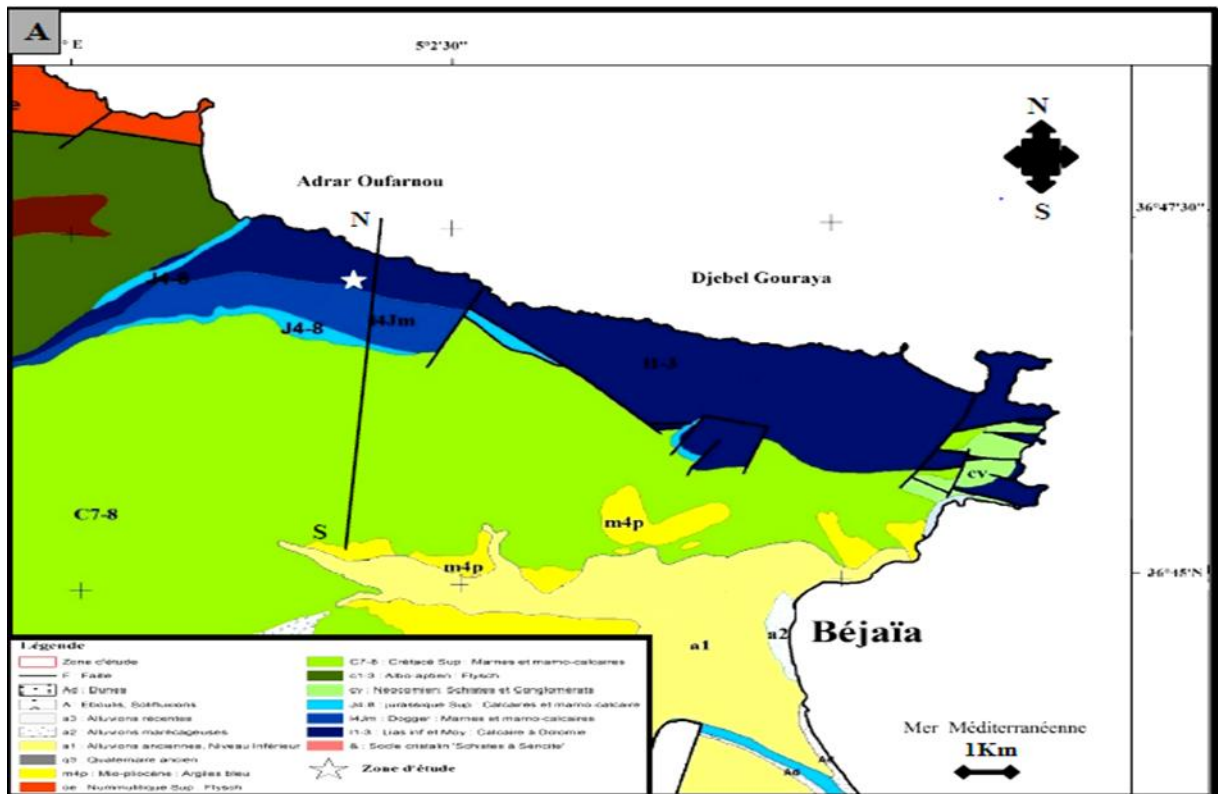 A
° E
5°2'30''
N
S
36°47'30''
Adrar Oufarnou
N
Djebel Gouraya
J4-8
J4-8
l4Jm
l1-3
cv
C7-8
S
m4p
m4p
36°45'N
a1
a2
Béjaïa
Mer Méditerranéenne
1Km
Légende
Zone d'étude
F : Faille
Ad : Dunes
A : Eboulis, Solifluxions
a3 : Alluvions récentes
a2 : Alluvions marécageuses
a1 : Alluvions anciennes, Niveau Inférieur
q3 : Quaternaire ancien
m4p : Mio-pliocène : Argiles bleu
oe : Nummulitique Sup : Flysch
C7-8 : Crétacé Sup : Marnes et marno-calcaires
c1-3 : Albo-aptien : Flysch
cv : Néocomien: Schistes et Conglomérats
J4-8 : jurassique Sup : Calcaires et marno-calcaire
l4Jm : Dogger : Marnes et marno-calcaires
l1-3 : Lias inf et Moy : Calcaire à Dolomie
& : Socle cristalin "Schistes à Séricite"
Zone d'étude